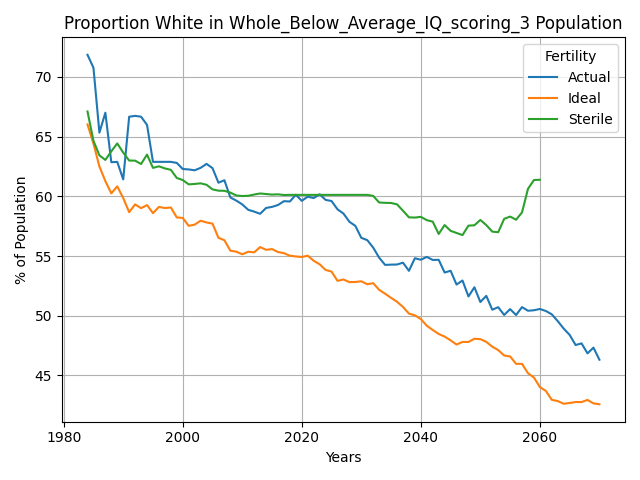 Proportion White in Whole_Below_Average_IQ_scoring_3 Population
Fertility
Actual
Ideal
Sterile
% of Population
70
65
60
55
50
45
1980
2000
2020
2040
2060
Years